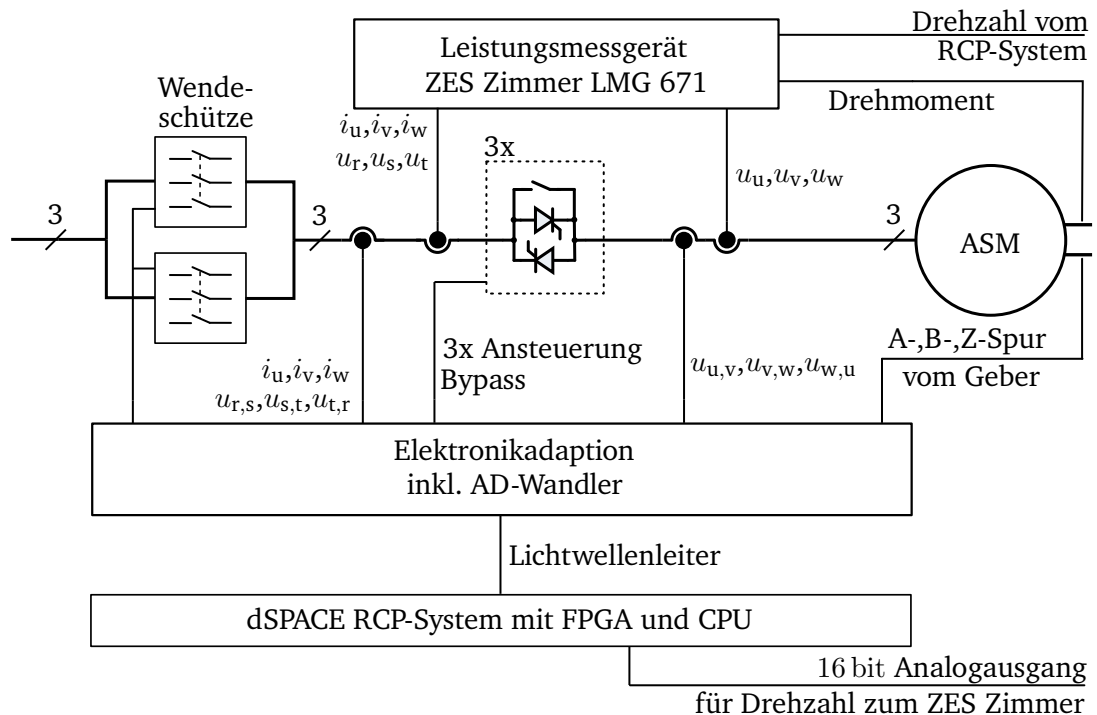 Leistungsmessgerät
ZES Zimmer LMG 671
Drehzahl vom
RCP-System
Drehmoment
Wende-
schütze
i_u,i_v,i_w
u_r,u_s,u_t
3x
u_u,u_v,u_w
3
3
3
ASM
A-,B-,Z-Spur
vom Geber
3x Ansteuerung
Bypass
i_u,i_v,i_w
u_r,s,u_s,t,u_t,r
u_u,v,u_v,w,u_w,u
Elektronikadaption
inkl. AD-Wandler
Lichtwellenleiter
dSPACE RCP-System mit FPGA und CPU
16 bit Analogausgang
für Drehzahl zum ZES Zimmer